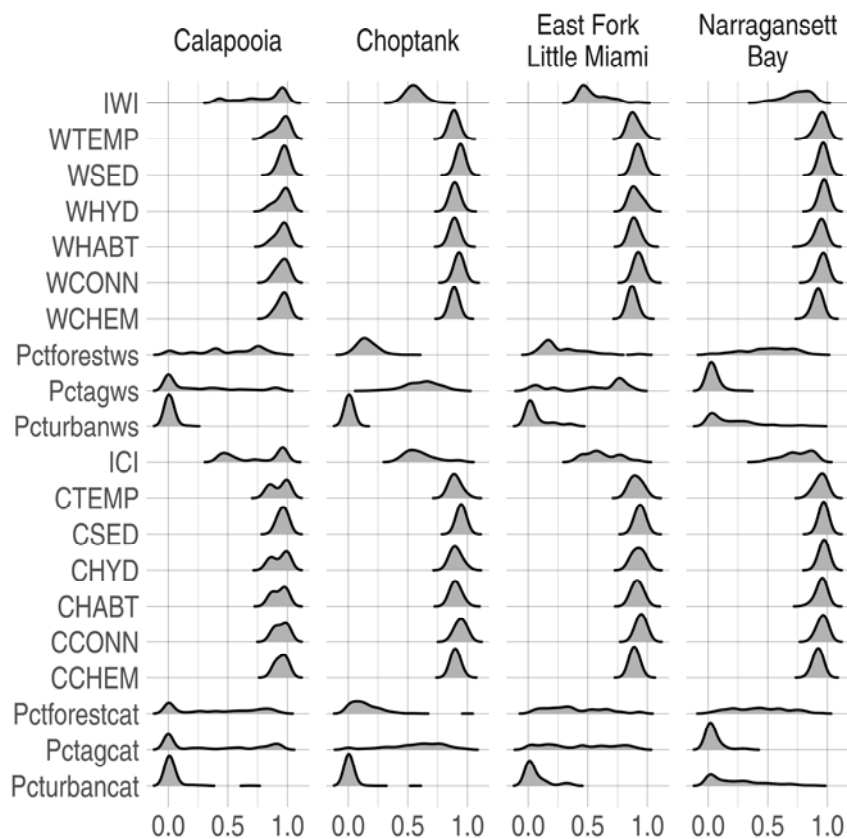 Calapooia
Choptank
East Fork
Little Miami
Narragansett
Bay
IWI
WTEMP
WSED
WHYD
WHABT
WCONN
WCHEM
Pctforestws
Pctagws
Pcturbanws
ICI
CTEMP
CSED
CHYD
CHABT
CCONN
CCHEM
Pctforestcat
Pctagcat
Pcturbancat
0.0 0.5 1.0 0.0 0.5 1.0 0.0 0.5 1.0 0.0 0.5 1.0